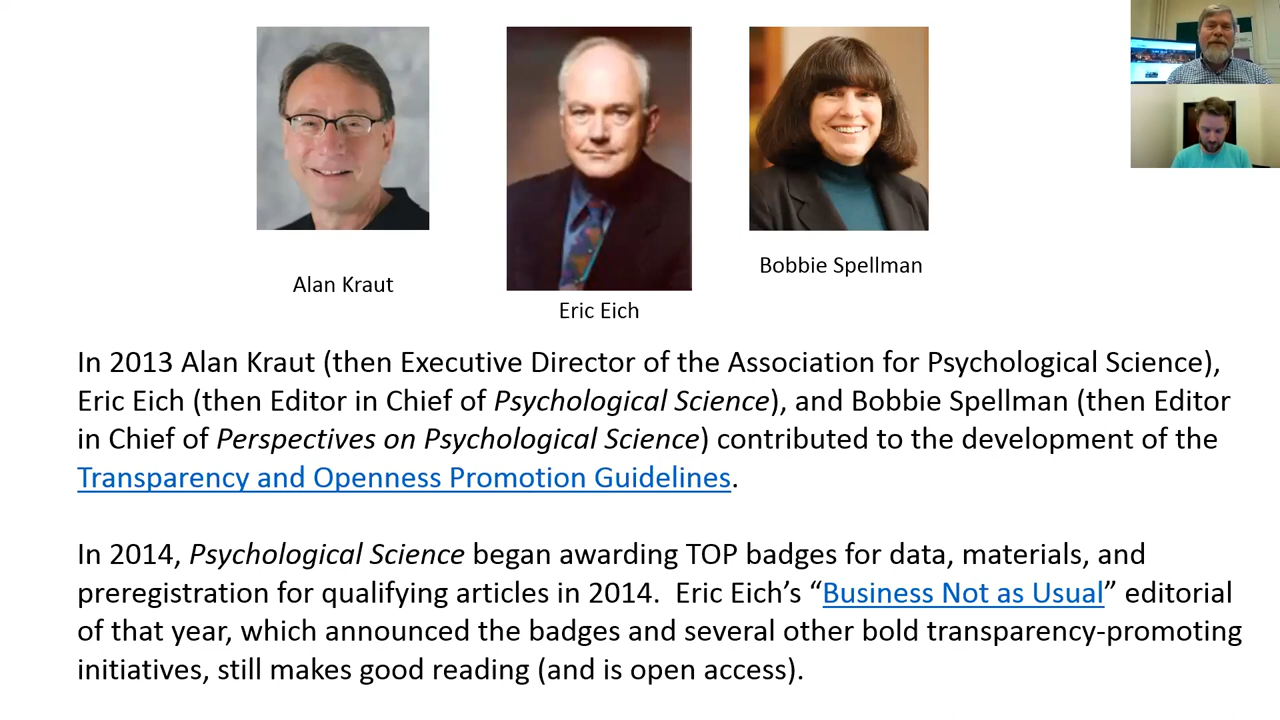 Alan Kraut
Eric Eich
Bobbie Spellman
In 2013 Alan Kraut (then Executive Director of the Association for Psychological Science),
Eric Eich (then Editor in Chief of Psychological Science), and Bobbie Spellman (then Editor
in Chief of Perspectives on Psychological Science) contributed to the development of the
Transparency and Openness Promotion Guidelines.
In 2014, Psychological Science began awarding TOP badges for data, materials, and
preregistration for qualifying articles in 2014.  Eric Eich’s “Business Not as Usual” editorial
of that year, which announced the badges and several other bold transparency-promoting
initiatives, still makes good reading (and is open access).